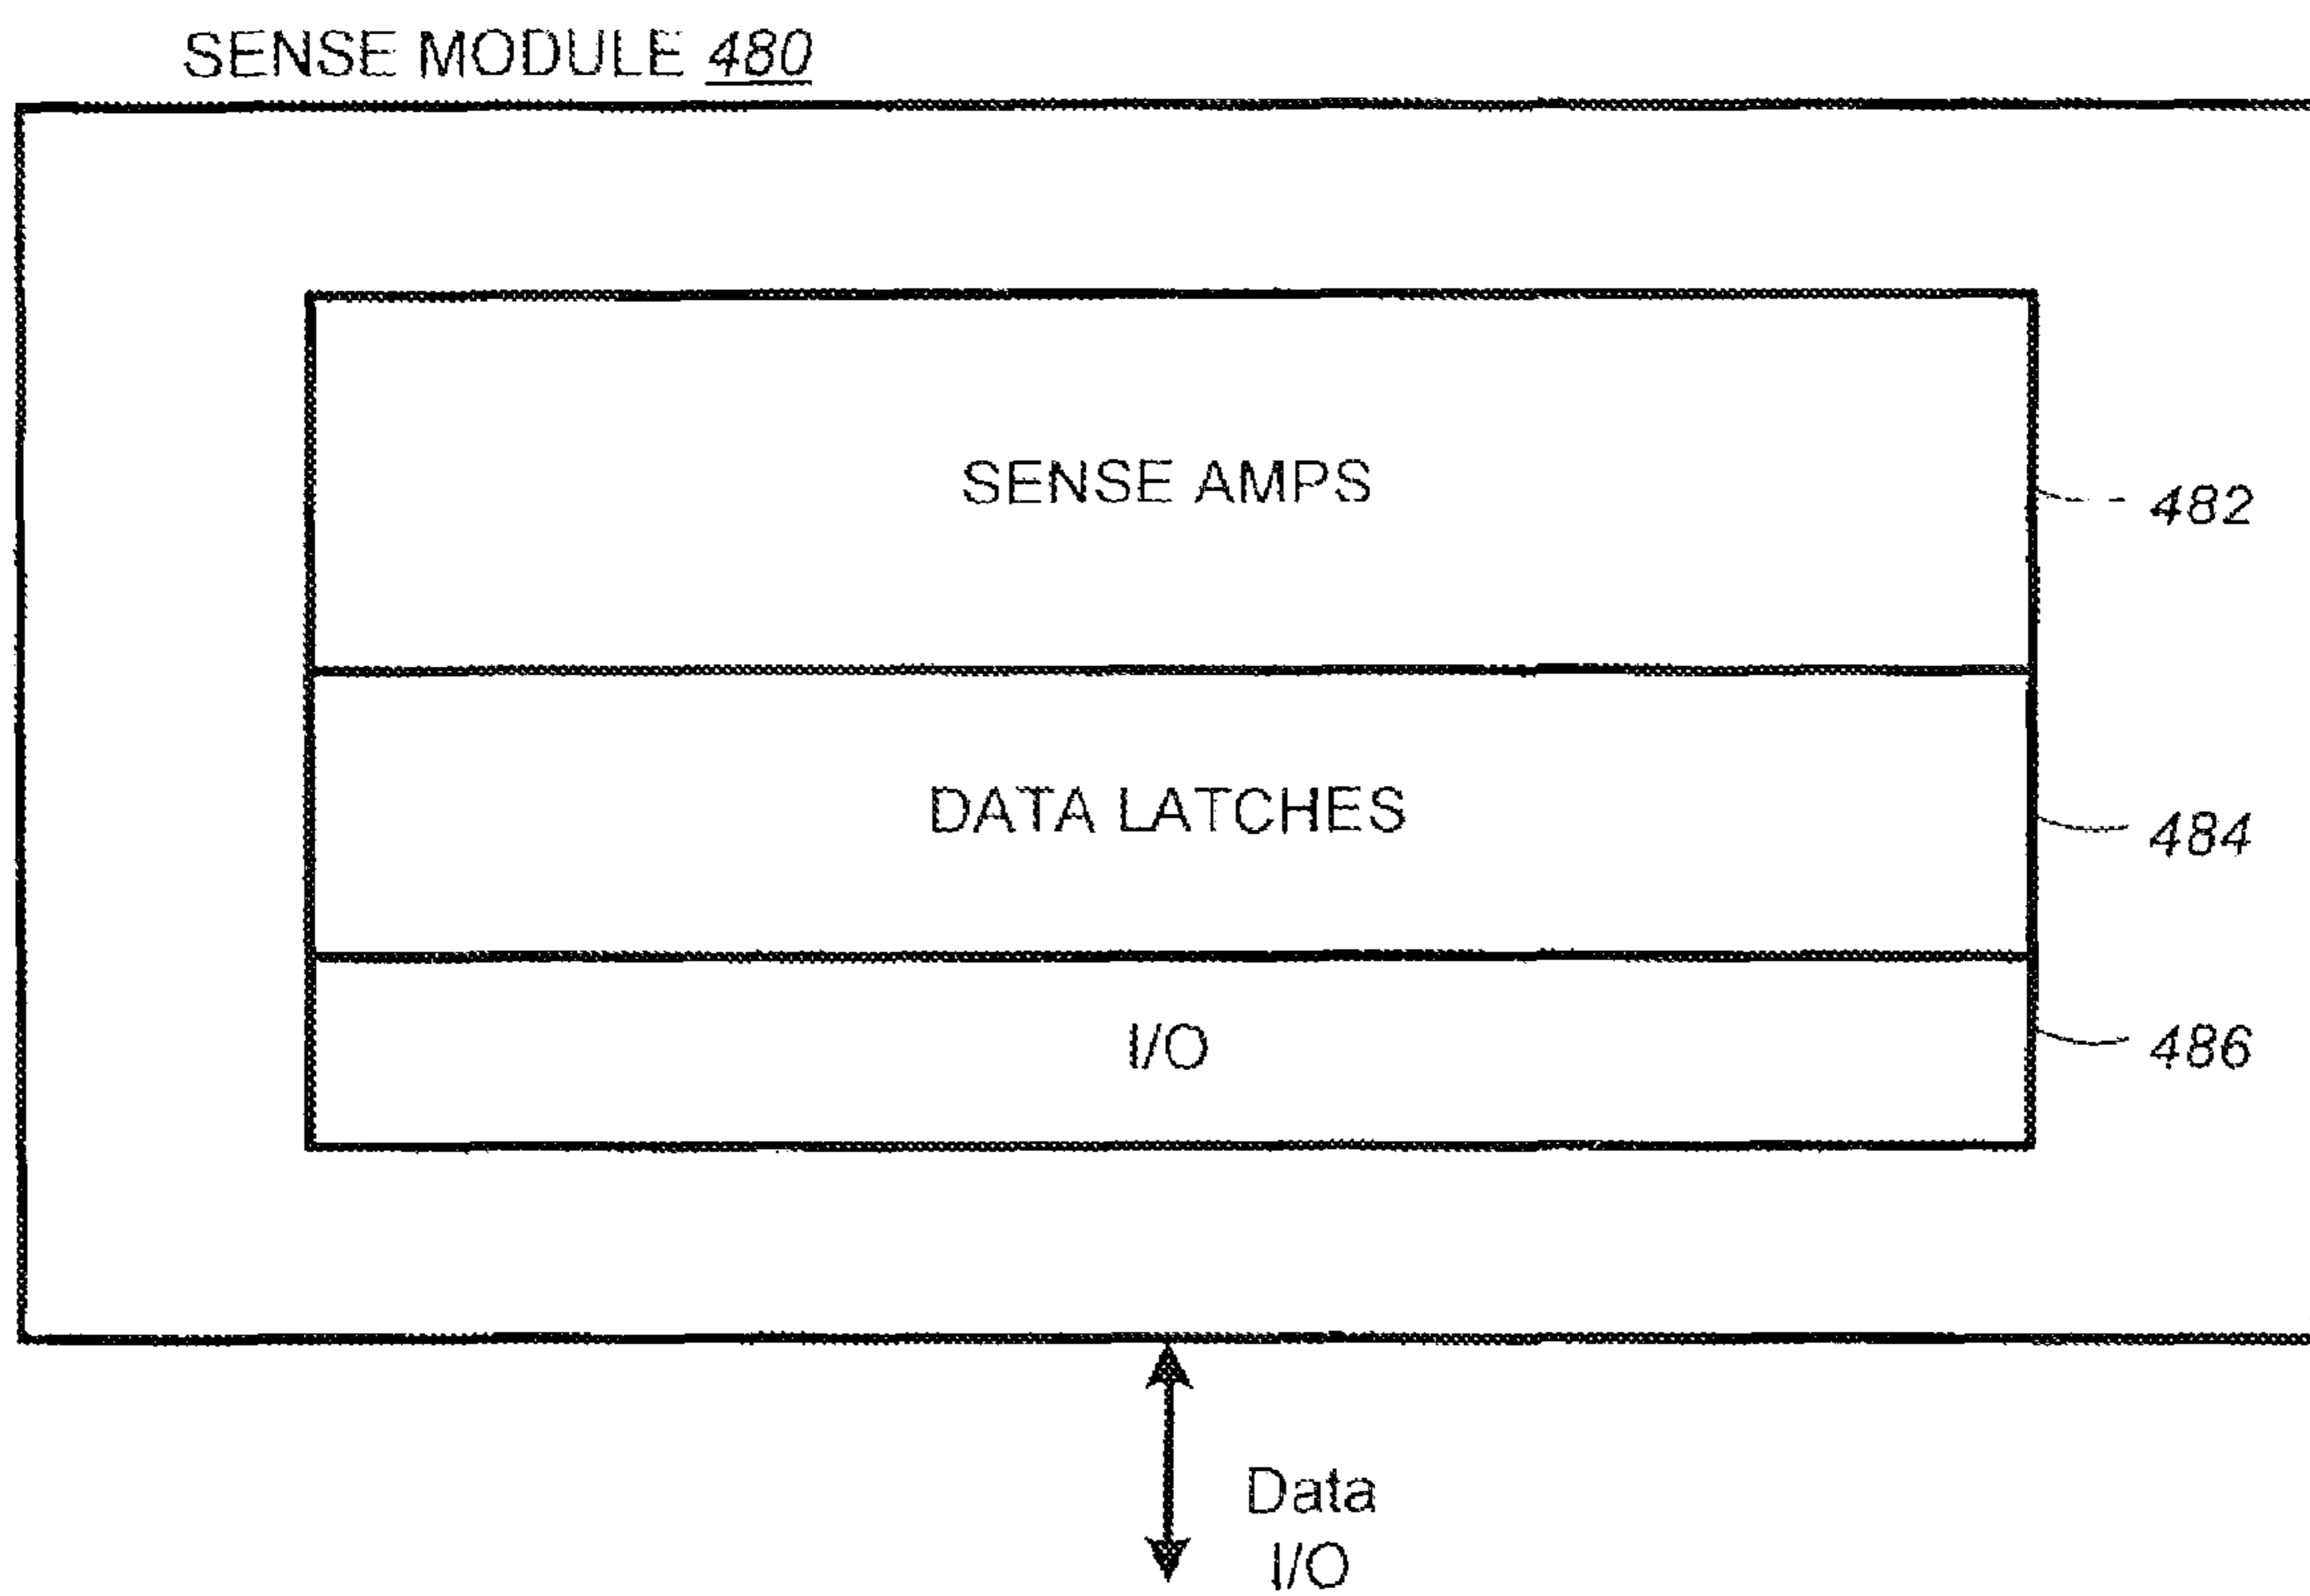 SENSE MODULE 480
SENSE AMPS
482
DATA LATCHES
484
I/O
486
Data
I/O